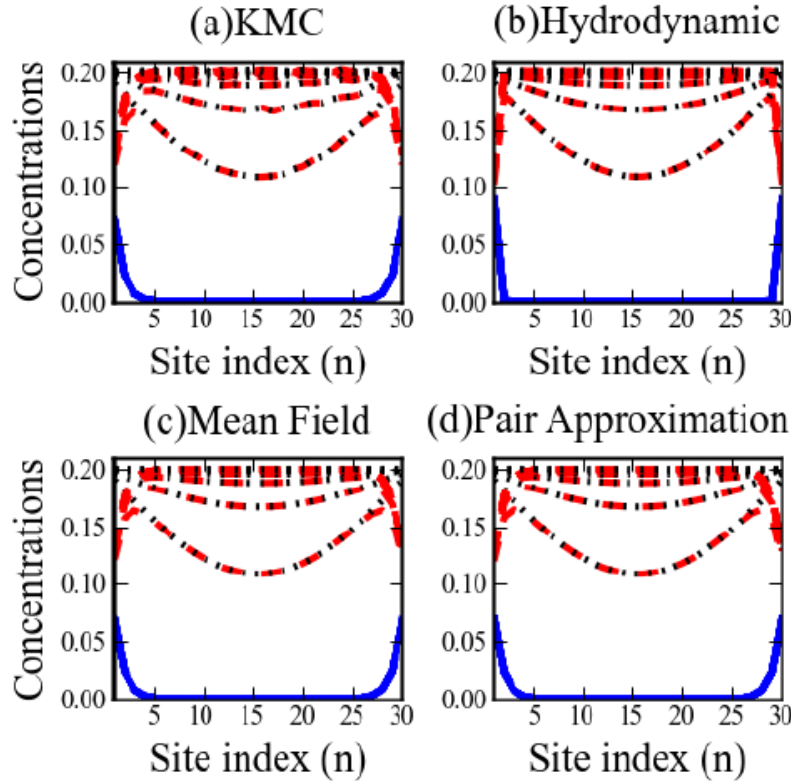 (a)KMC
(b)Hydrodynamic
Concentrations
0.20
0.15
0.10
0.05
0.00
5 10 15 20 25 30
Site index (n)
0.20
0.15
0.10
0.05
0.00
5 10 15 20 25 30
Site index (n)
(c)Mean Field
(d)Pair Approximation
Concentrations
0.20
0.15
0.10
0.05
0.00
5 10 15 20 25 30
Site index (n)
0.20
0.15
0.10
0.05
0.00
5 10 15 20 25 30
Site index (n)